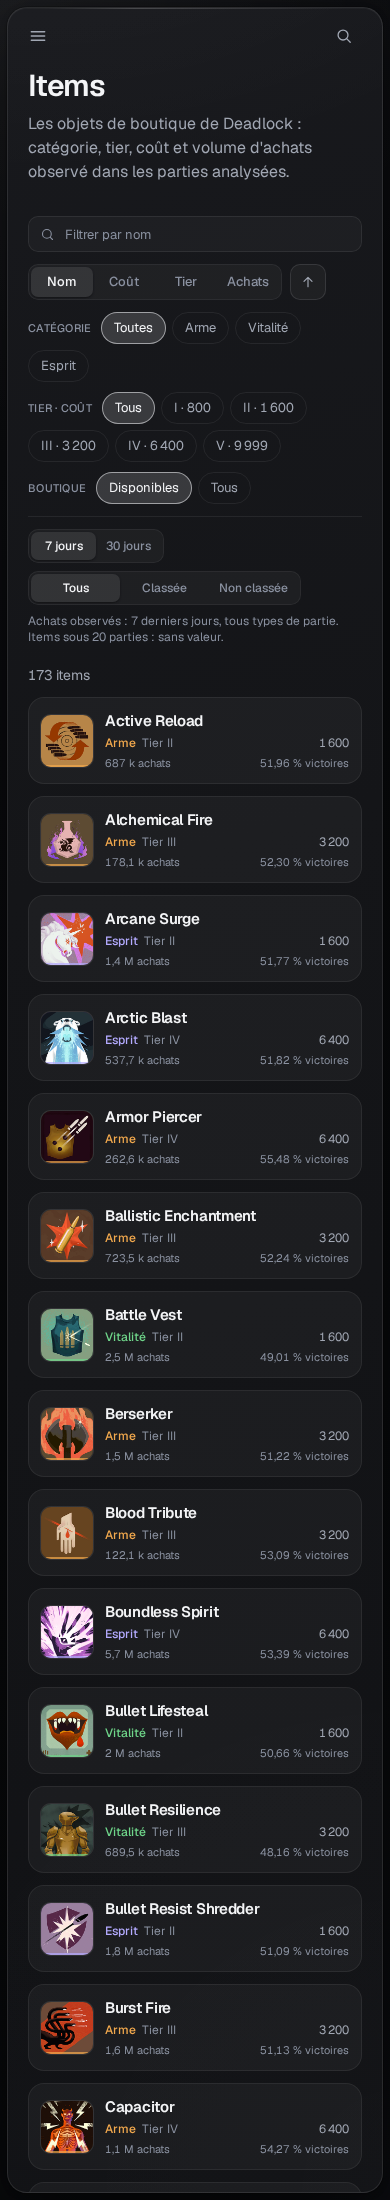 Items
Les objets de boutique de Deadlock :
catégorie, tier, coût et volume d'achats
observé dans les parties analysées.
Filtrer par nom
Nom Coût Tier Achats ↑
CATÉGORIE Toutes Arme Vitalité
Esprit
TIER · COÛT Tous I · 800 II · 1 600
III · 3 200 IV · 6 400 V · 9 999
BOUTIQUE Disponibles Tous
7 jours 30 jours
Tous Classée Non classée
Achats observés : 7 derniers jours, tous types de partie.
Items sous 20 parties : sans valeur.
173 items
Active Reload
Arme Tier II 1 600
687 k achats 51,96 % victoires
Alchemical Fire
Arme Tier III 3 200
178,1 k achats 52,30 % victoires
Arcane Surge
Esprit Tier II 1 600
1,4 M achats 51,77 % victoires
Arctic Blast
Esprit Tier IV 6 400
537,7 k achats 51,82 % victoires
Armor Piercer
Arme Tier IV 6 400
262,6 k achats 55,48 % victoires
Ballistic Enchantment
Arme Tier III 3 200
723,5 k achats 52,24 % victoires
Battle Vest
Vitalité Tier II 1 600
2,5 M achats 49,01 % victoires
Berserker
Arme Tier III 3 200
1,5 M achats 51,22 % victoires
Blood Tribute
Arme Tier III 3 200
122,1 k achats 53,09 % victoires
Boundless Spirit
Esprit Tier IV 6 400
5,7 M achats 53,39 % victoires
Bullet Lifesteal
Vitalité Tier II 1 600
2 M achats 50,66 % victoires
Bullet Resilience
Vitalité Tier III 3 200
689,5 k achats 48,16 % victoires
Bullet Resist Shredder
Esprit Tier II 1 600
1,8 M achats 51,09 % victoires
Burst Fire
Arme Tier III 3 200
1,6 M achats 51,13 % victoires
Capacitor
Arme Tier IV 6 400
1,1 M achats 54,27 % victoires